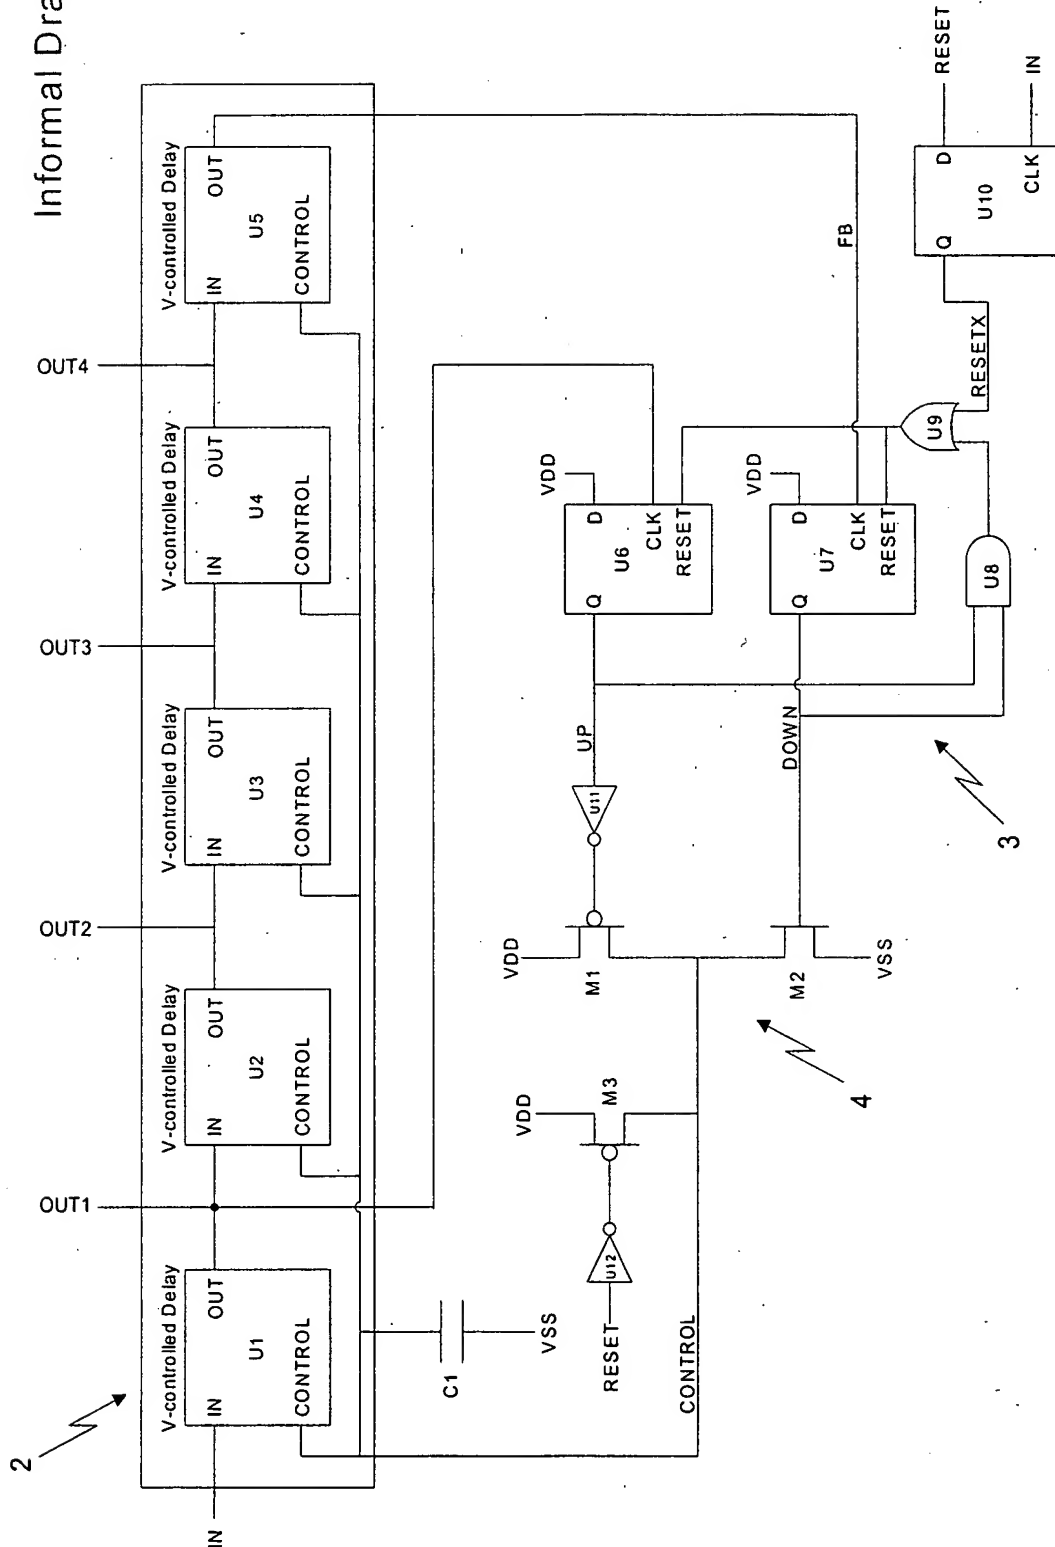 Informal Dra
2
IN
V-controlled Delay
IN
OUT
U1
CONTROL
OUT1
V-controlled Delay
IN
OUT
U2
CONTROL
OUT2
V-controlled Delay
IN
OUT
U3
CONTROL
OUT3
V-controlled Delay
IN
OUT
U4
CONTROL
OUT4
V-controlled Delay
IN
OUT
U5
CONTROL
C1
VSS
RESET
U12
VDD
M3
CONTROL
4
VDD
M1
M2
VSS
U11
UP
DOWN
3
VDD
Q
D
U6
CLK
RESET
VDD
Q
D
U7
CLK
RESET
FB
U8
U9
RESETX
Q
D
U10
CLK
RESET
IN